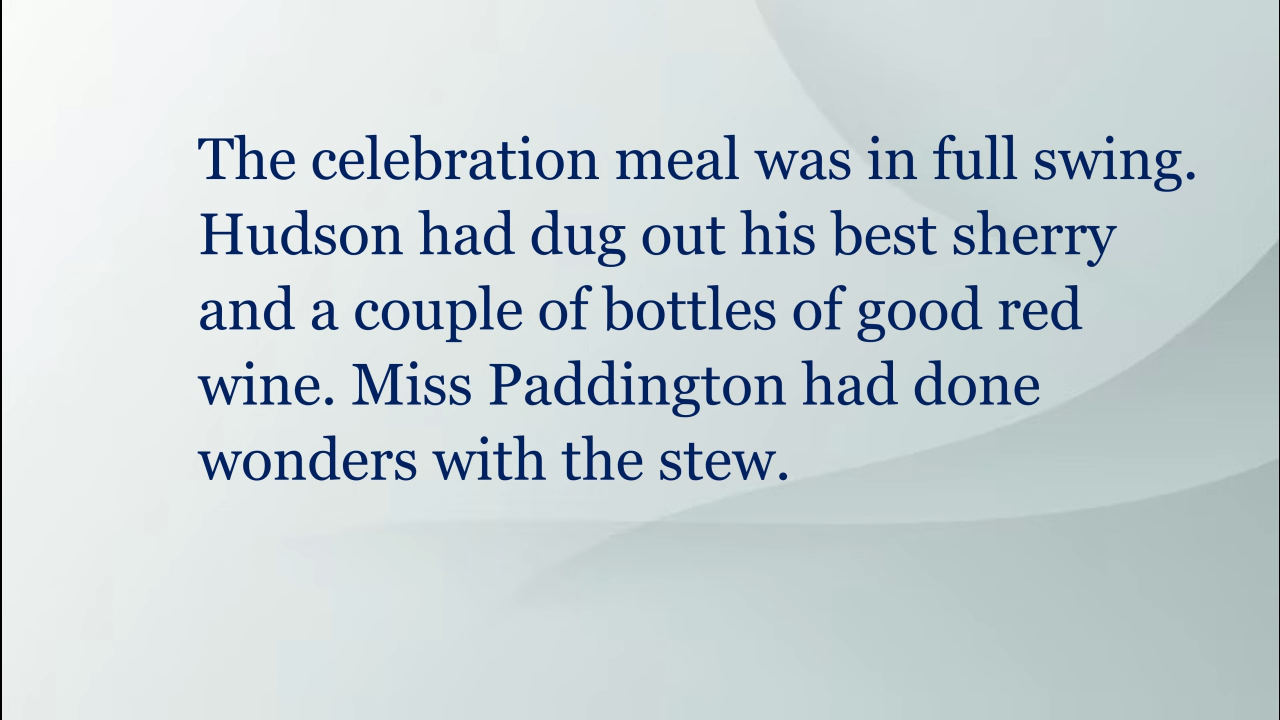 The celebration meal was in full swing.
Hudson had dug out his best sherry
and a couple of bottles of good red
wine. Miss Paddington had done
wonders with the stew.